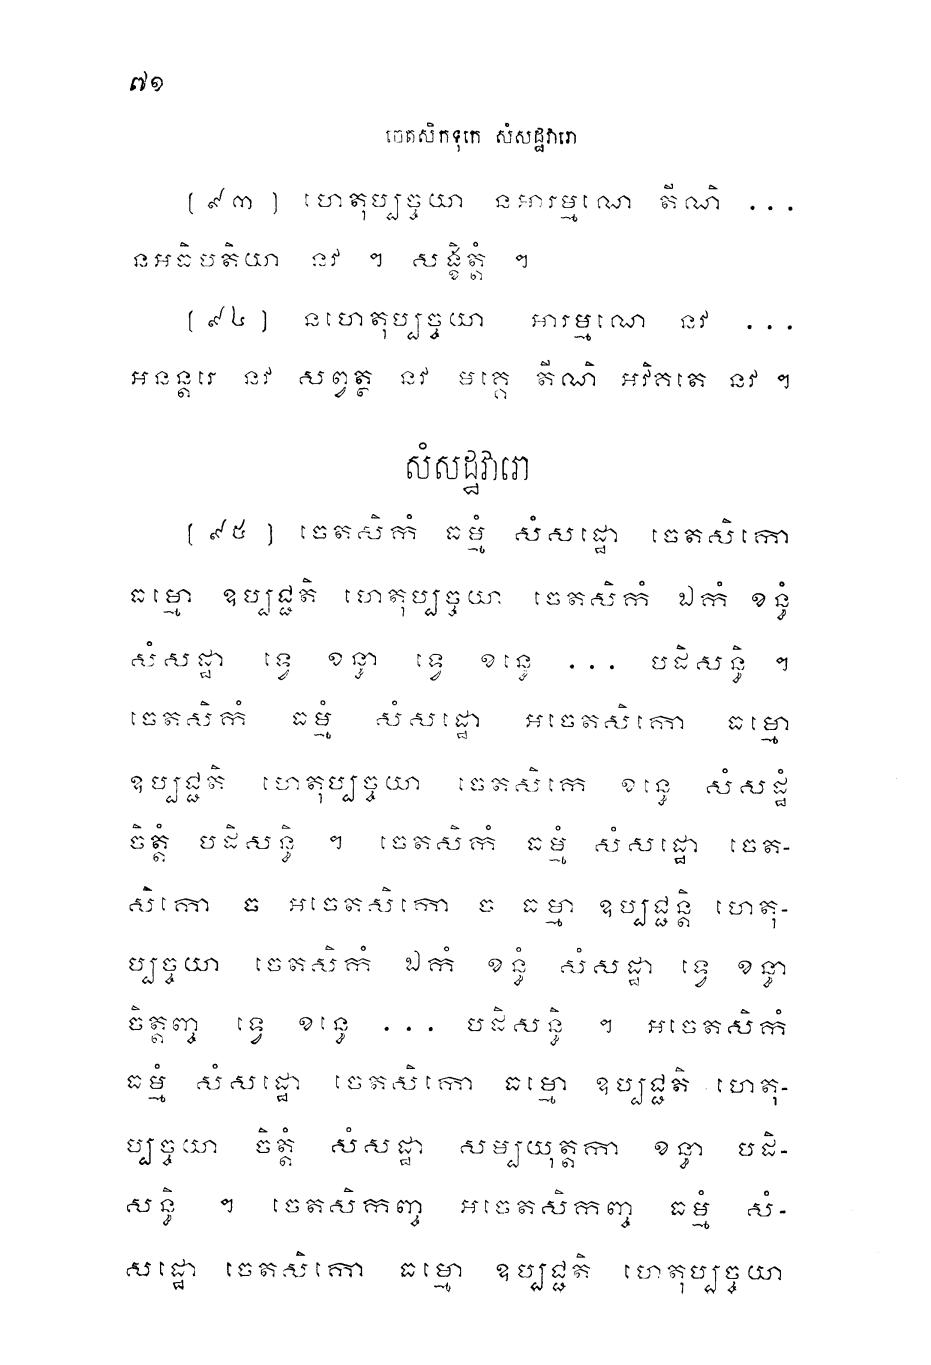 ៧១
ចេតសិកទុកេ សំសដ្ឋវារោ
[ ៩៣ ] ហេតុប្បច្ចយា នអារម្មណេ តីណិ ...
នអធិបតិយា នវ ។ សង្ខិត្តំ ។
[ ៩៤ ] នហេតុប្បច្ចយា អារម្មណេ នវ ...
អនន្តរេ នវ សព្វត្ថ នវ មគ្គេ តីណិ អវិគតេ នវ ។
សំសដ្ឋវារោ
[ ៩៥ ] ចេតសិកំ ធម្មំ សំសដ្ឋោ ចេតសិកោ
ធម្មោ ឧប្បជ្ជតិ ហេតុប្បច្ចយា ចេតសិកំ ឯកំ ខន្ធំ
សំសដ្ឋា ទ្វេ ខន្ធា ទ្វេ ខន្ធេ ... បដិសន្ធិ ។
ចេតសិកំ ធម្មំ សំសដ្ឋោ អចេតសិកោ ធម្មោ
ឧប្បជ្ជតិ ហេតុប្បច្ចយា ចេតសិកេ ខន្ធេ សំសដ្ឋំ
ចិត្តំ បដិសន្ធិ ។ ចេតសិកំ ធម្មំ សំសដ្ឋោ ចេត-
សិកោ ច អចេតសិកោ ច ធម្មា ឧប្បជ្ជន្តិ ហេតុ-
ប្បច្ចយា ចេតសិកំ ឯកំ ខន្ធំ សំសដ្ឋា ទ្វេ ខន្ធា
ចិត្តញ្ច ទ្វេ ខន្ធេ ... បដិសន្ធិ ។ អចេតសិកំ
ធម្មំ សំសដ្ឋោ ចេតសិកោ ធម្មោ ឧប្បជ្ជតិ ហេតុ-
ប្បច្ចយា ចិត្តំ សំសដ្ឋា សម្បយុត្តកា ខន្ធា បដិ-
សន្ធិ ។ ចេតសិកញ្ច អចេតសិកញ្ច ធម្មំ សំ-
សដ្ឋោ ចេតសិកោ ធម្មោ ឧប្បជ្ជតិ ហេតុប្បច្ចយា